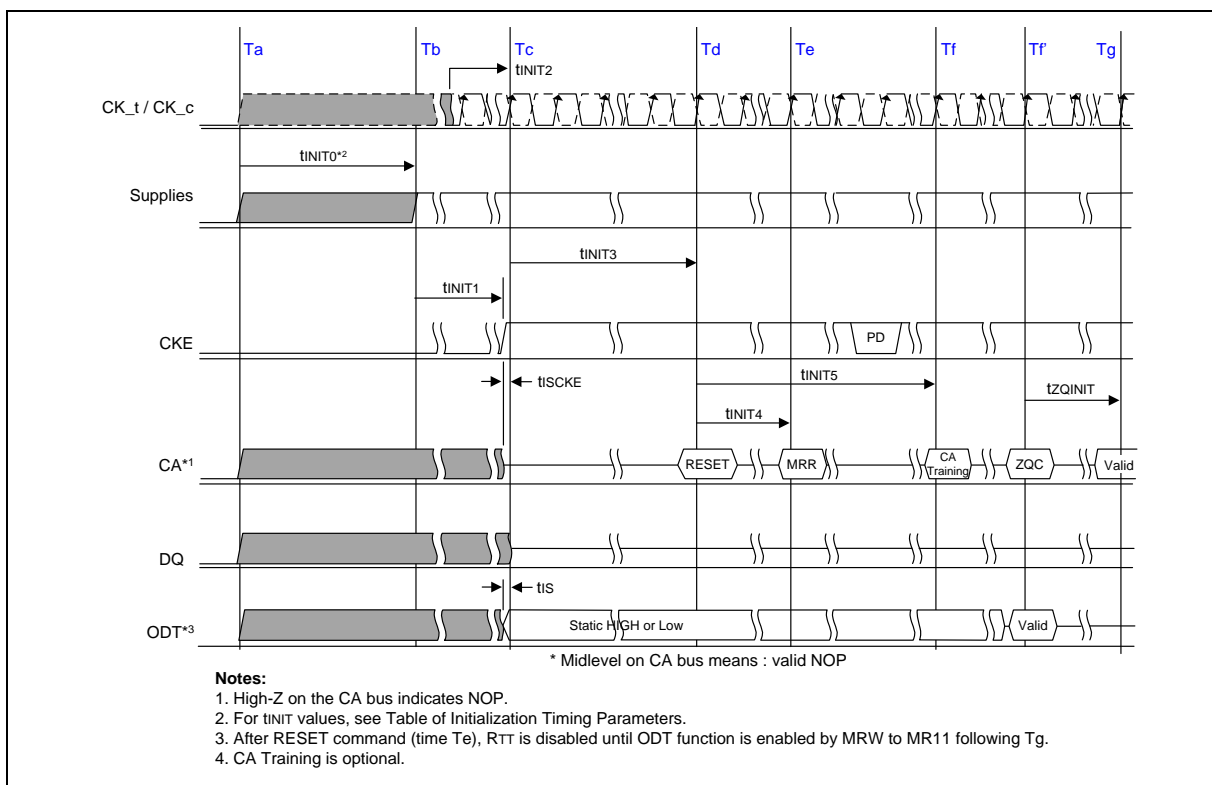 Ta Tb Tc Td Te Tf Tf' Tg
tINIT2
CK_t / CK_c
tINIT0*2
Supplies
tINIT3
tINIT1
CKE
PD
tISCKE
tINIT5
tZQINIT
tINIT4
CA*1
RESET
MRR
CA
Training
ZQC
Valid
DQ
tIS
ODT*3
Static HIGH or Low
Valid
* Midlevel on CA bus means : valid NOP
Notes:
1. High-Z on the CA bus indicates NOP.
2. For tINIT values, see Table of Initialization Timing Parameters.
3. After RESET command (time Te), RTT is disabled until ODT function is enabled by MRW to MR11 following Tg.
4. CA Training is optional.